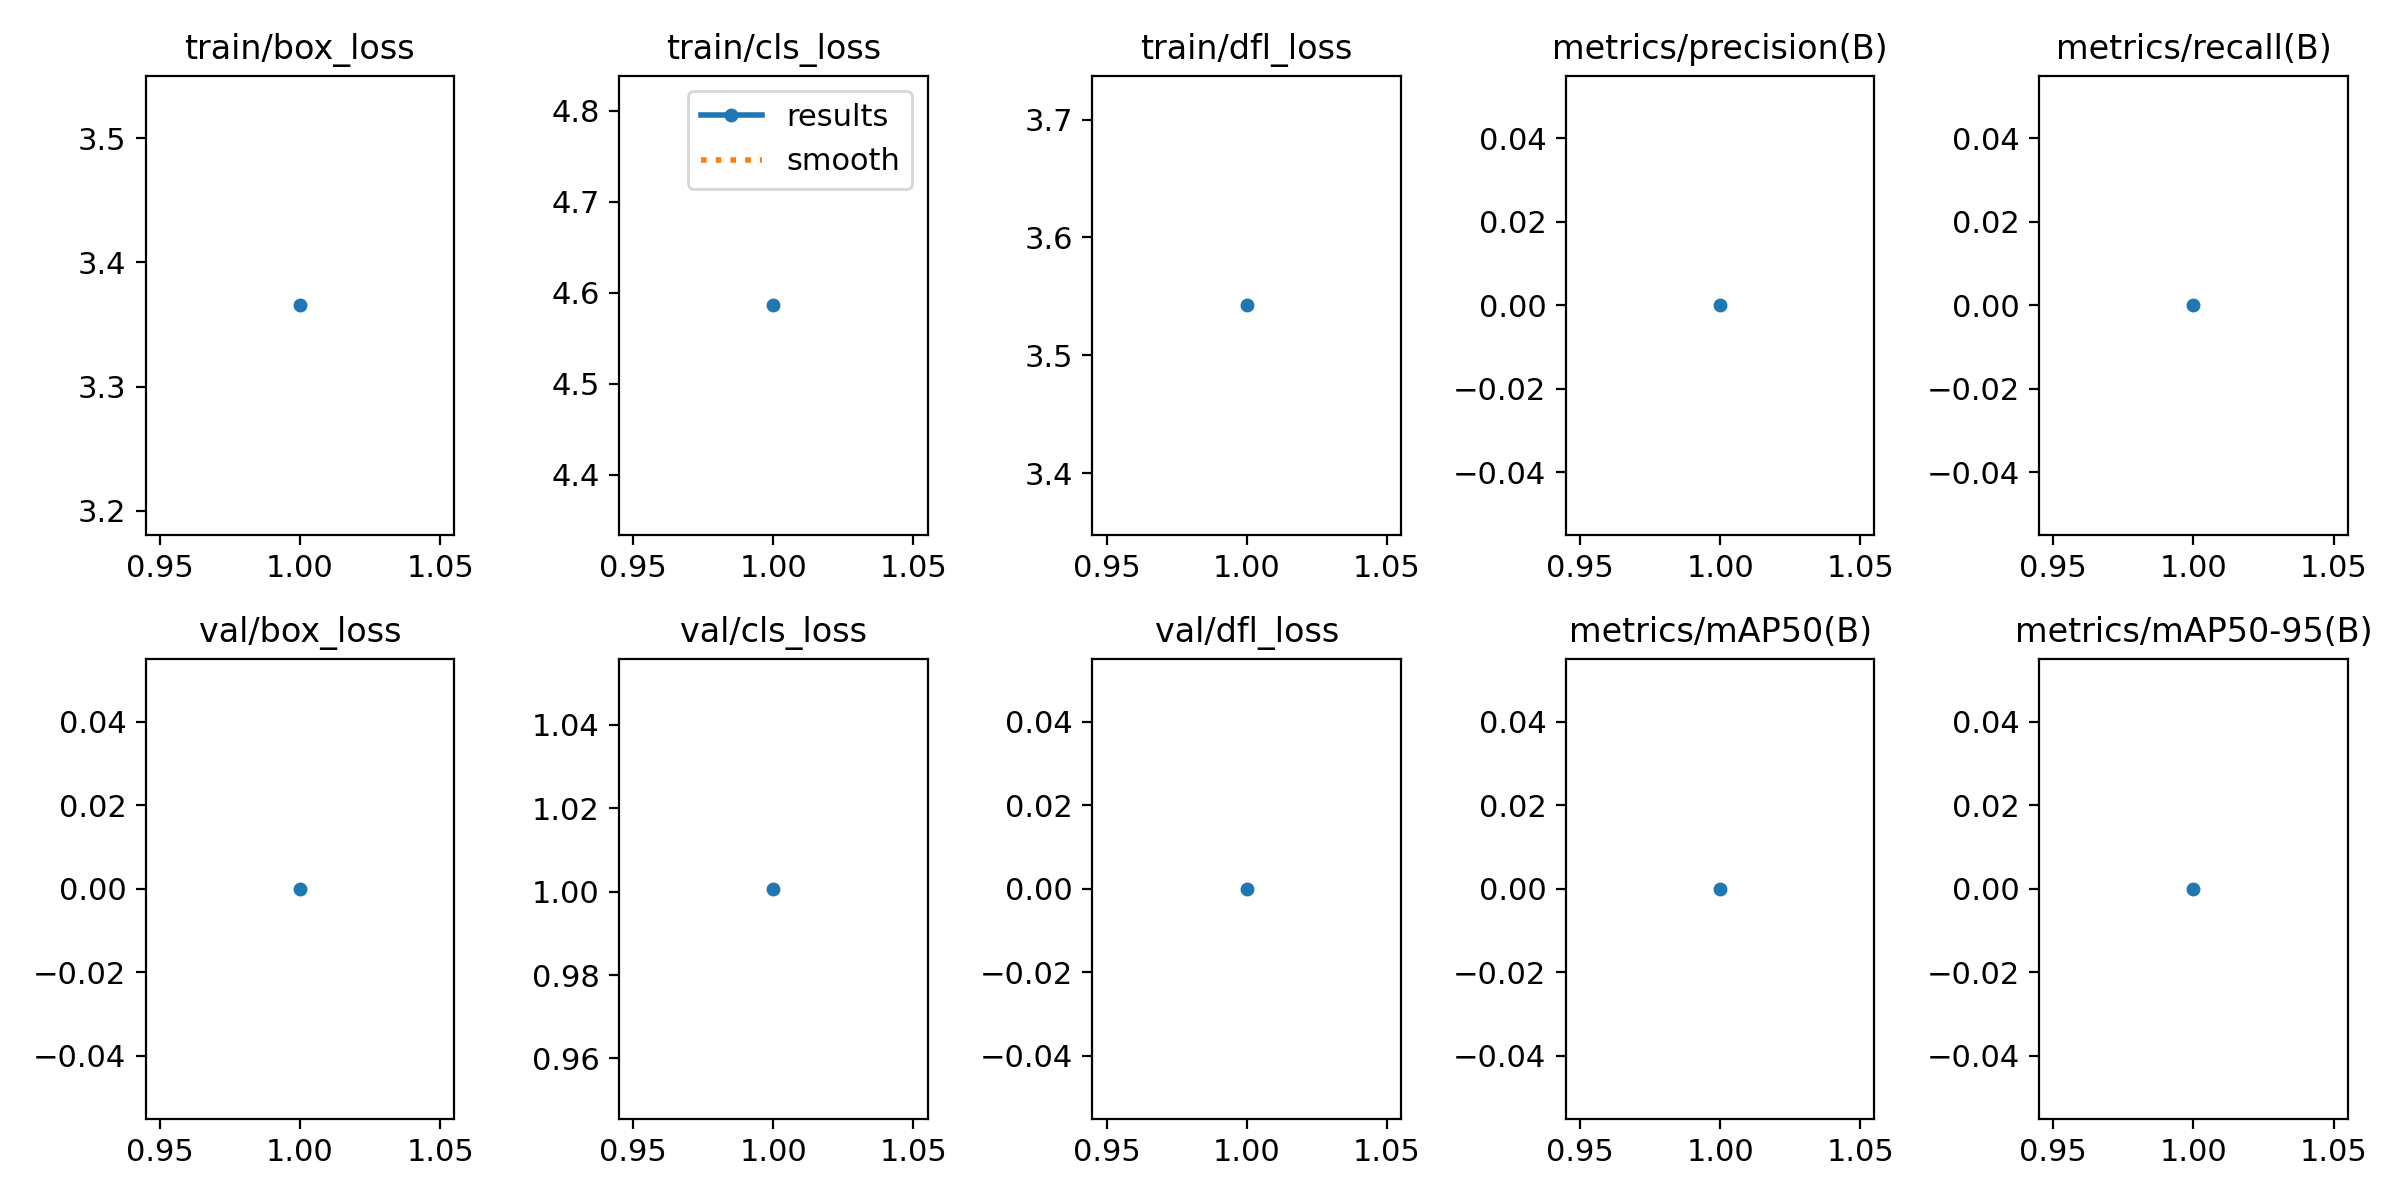 train/box_loss
3.5
3.4
3.3
3.2
0.95 1.00 1.05
train/cls_loss
results
smooth
4.8
4.7
4.6
4.5
4.4
0.95 1.00 1.05
train/dfl_loss
3.7
3.6
3.5
3.4
0.95 1.00 1.05
metrics/precision(B)
0.04
0.02
0.00
−0.02
−0.04
0.95 1.00 1.05
metrics/recall(B)
0.04
0.02
0.00
−0.02
−0.04
0.95 1.00 1.05
val/box_loss
0.04
0.02
0.00
−0.02
−0.04
0.95 1.00 1.05
val/cls_loss
1.04
1.02
1.00
0.98
0.96
0.95 1.00 1.05
val/dfl_loss
0.04
0.02
0.00
−0.02
−0.04
0.95 1.00 1.05
metrics/mAP50(B)
0.04
0.02
0.00
−0.02
−0.04
0.95 1.00 1.05
metrics/mAP50-95(B)
0.04
0.02
0.00
−0.02
−0.04
0.95 1.00 1.05